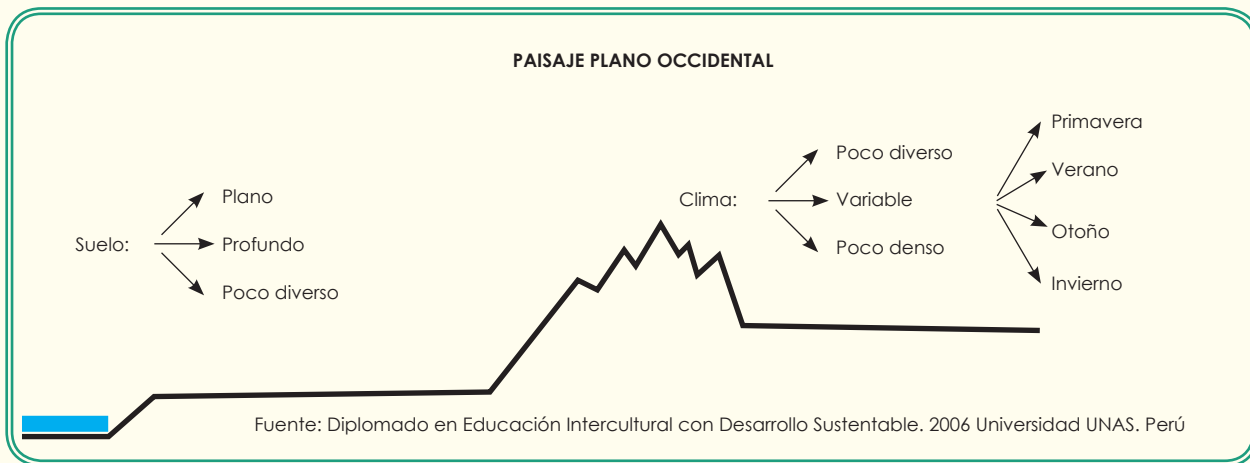 PAISAJE PLANO OCCIDENTAL
Suelo:
Plano
Profundo
Poco diverso
Clima:
Poco diverso
Variable
Poco denso
Primavera
Verano
Otoño
Invierno
Fuente: Diplomado en Educación Intercultural con Desarrollo Sustentable. 2006 Universidad UNAS. Perú